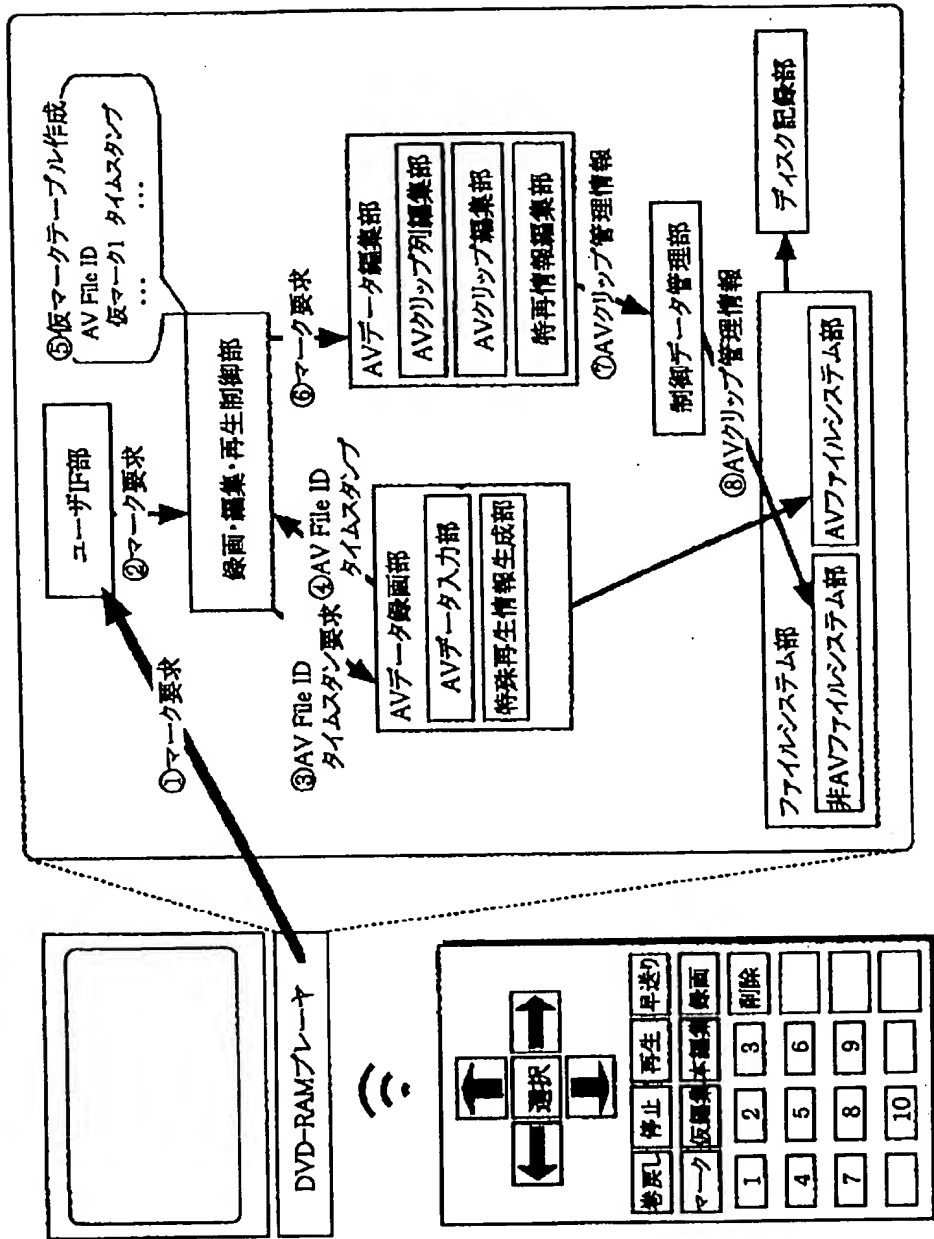 DVD-RAMプレーヤ
選択
巻戻し 停止 再生 早送り
マーク 仮編集 本編集 録画
1 2 3 削除
4 5 6
7 8 9
10
①マーク要求
ユーザIF部
②マーク要求
⑤仮マークテーブル作成
AV File ID
仮マーク1 タイムスタンプ
… …
録画・編集・再生制御部
③AV File ID
タイムスタン要求
④AV File ID
タイムスタンプ
⑥マーク要求
AVデータ録画部
AVデータ入力部
特殊再生情報生成部
AVデータ編集部
AVクリップ列編集部
AVクリップ編集部
特再情報編集部
⑦AVクリップ管理情報
制御データ管理部
⑧AVクリップ管理情報
ファイルシステム部
非AVファイルシステム部
AVファイルシステム部
ディスク記録部